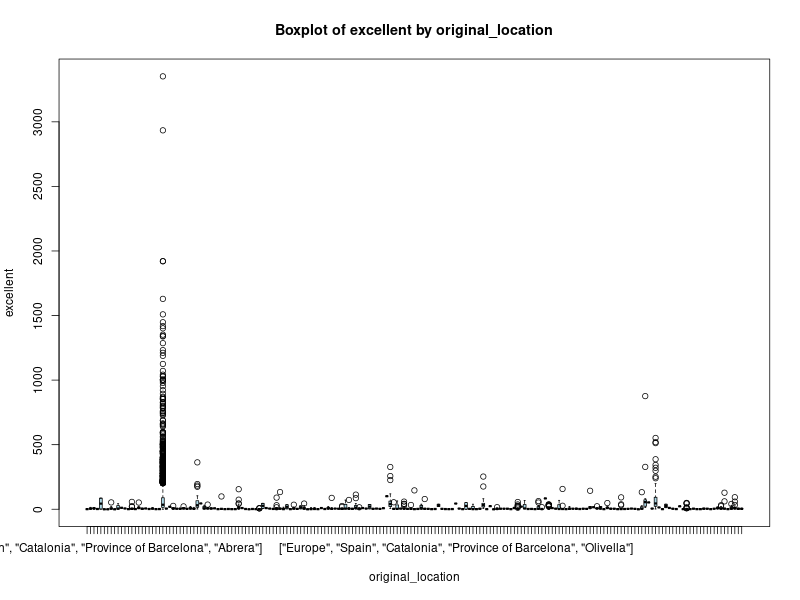 Boxplot of excellent by original_location
3000
2500
2000
1500
1000
500
0
excellent
", "Catalonia", "Province of Barcelona", "Abrera"] ["Europe", "Spain", "Catalonia", "Province of Barcelona", "Olivella"]
original_location